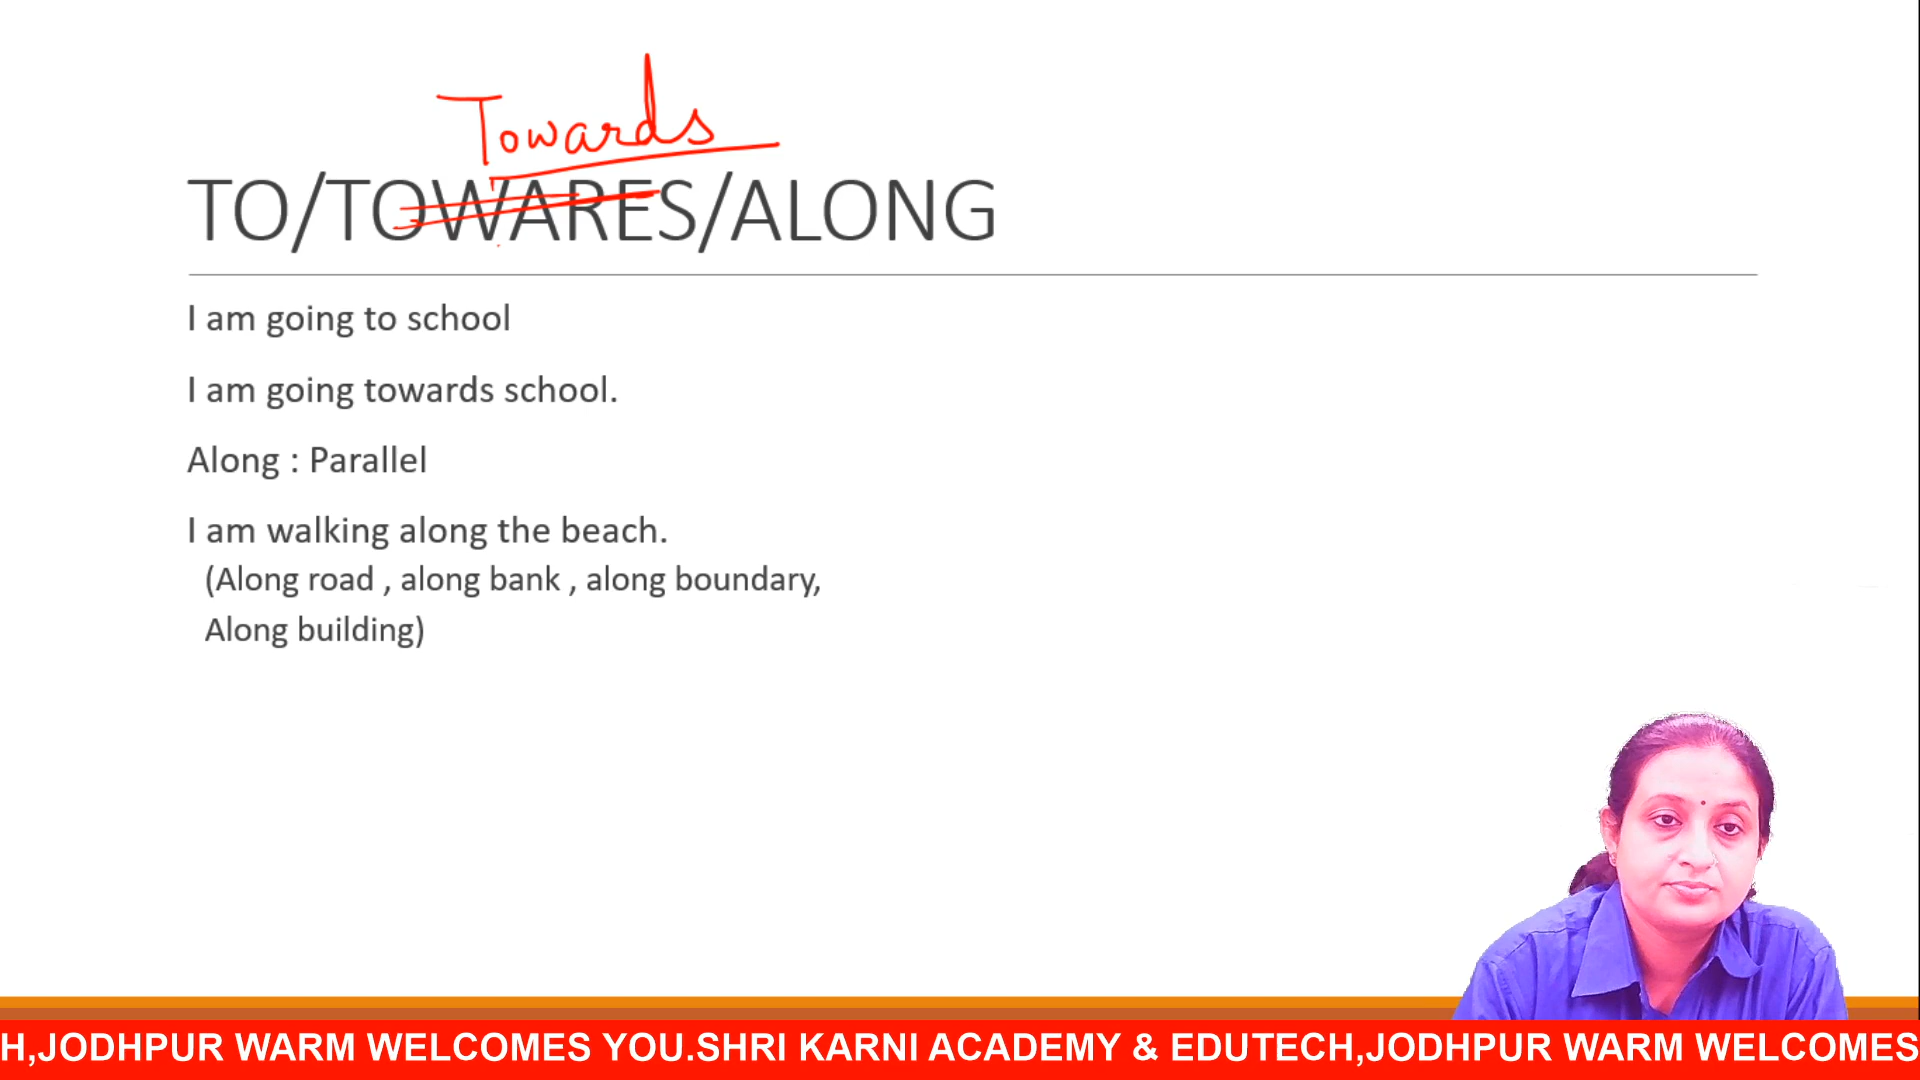 Towards
TO/TOWARES/ALONG
I am going to school
I am going towards school.
Along : Parallel
I am walking along the beach.
(Along road , along bank , along boundary,
Along building)
H,JODHPUR WARM WELCOMES YOU.SHRI KARNI ACADEMY & EDUTECH,JODHPUR WARM WELCOMES